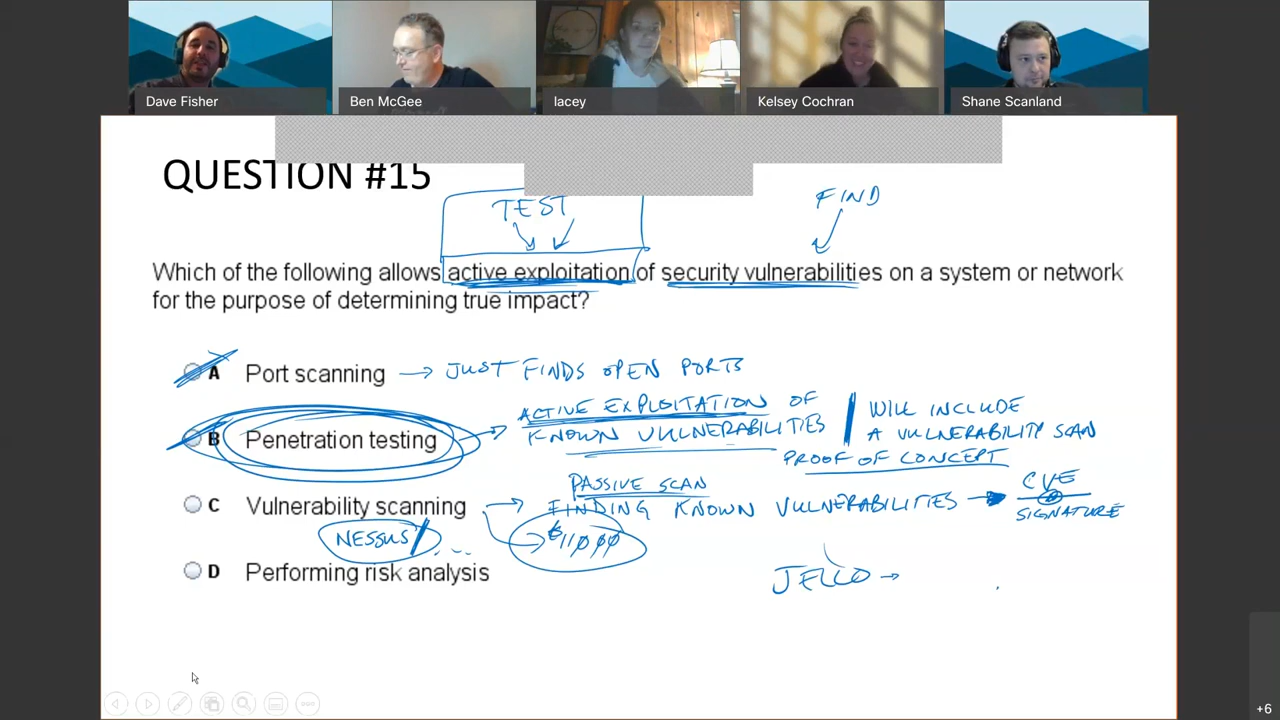 Dave Fisher
Ben McGee
lacey
Kelsey Cochran
Shane Scanland
QUESTION #15
TEST
FIND
Which of the following allows active exploitation of security vulnerabilities on a system or network
for the purpose of determining true impact?
A Port scanning → JUST FINDS OPEN PORTS
B Penetration testing
ACTIVE EXPLOITATION OF
KNOWN VULNERABILITIES
WILL INCLUDE
A VULNERABILITY SCAN
PROOF OF CONCEPT
PASSIVE SCAN
C Vulnerability scanning → FINDING KNOWN VULNERABILITIES →
CVE
SIGNATURE
NESSUS
D Performing risk analysis
JELLO →
+6